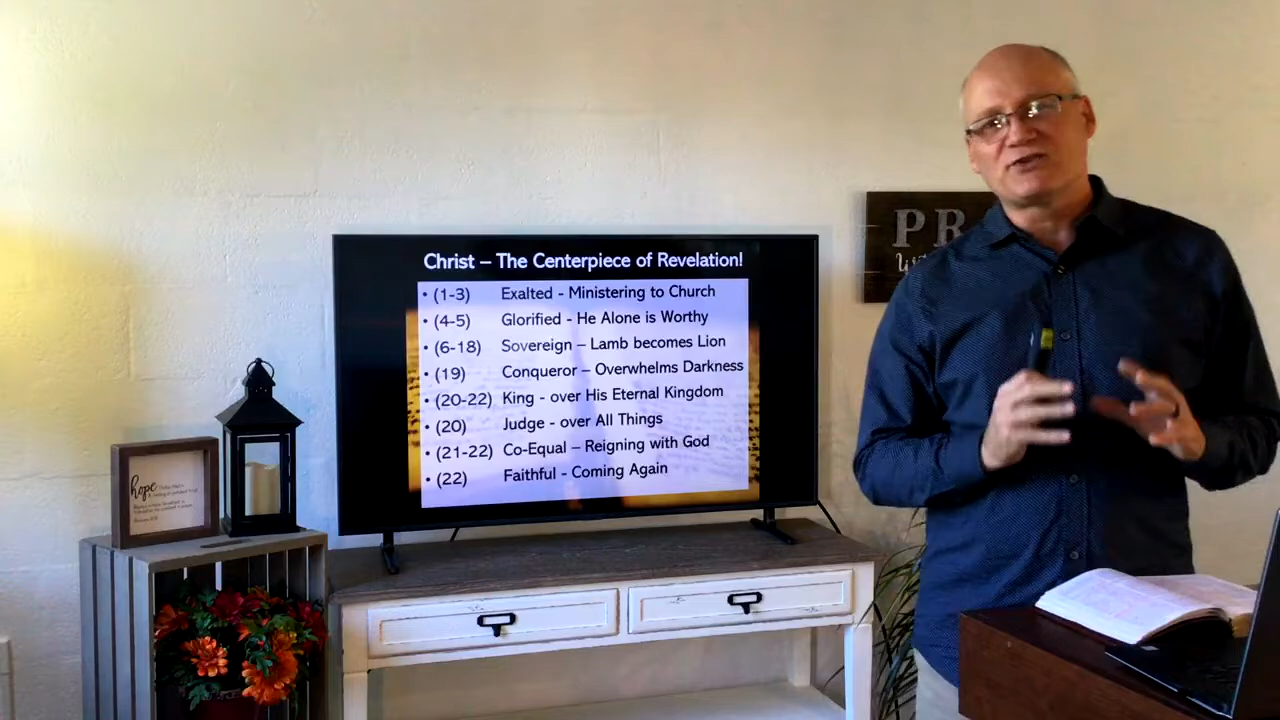 Christ – The Centerpiece of Revelation!
• (1-3) Exalted - Ministering to Church
• (4-5) Glorified - He Alone is Worthy
• (6-18) Sovereign – Lamb becomes Lion
• (19) Conqueror – Overwhelms Darkness
• (20-22) King - over His Eternal Kingdom
• (20) Judge - over All Things
• (21-22) Co-Equal – Reigning with God
• (22) Faithful - Coming Again
PR
hope